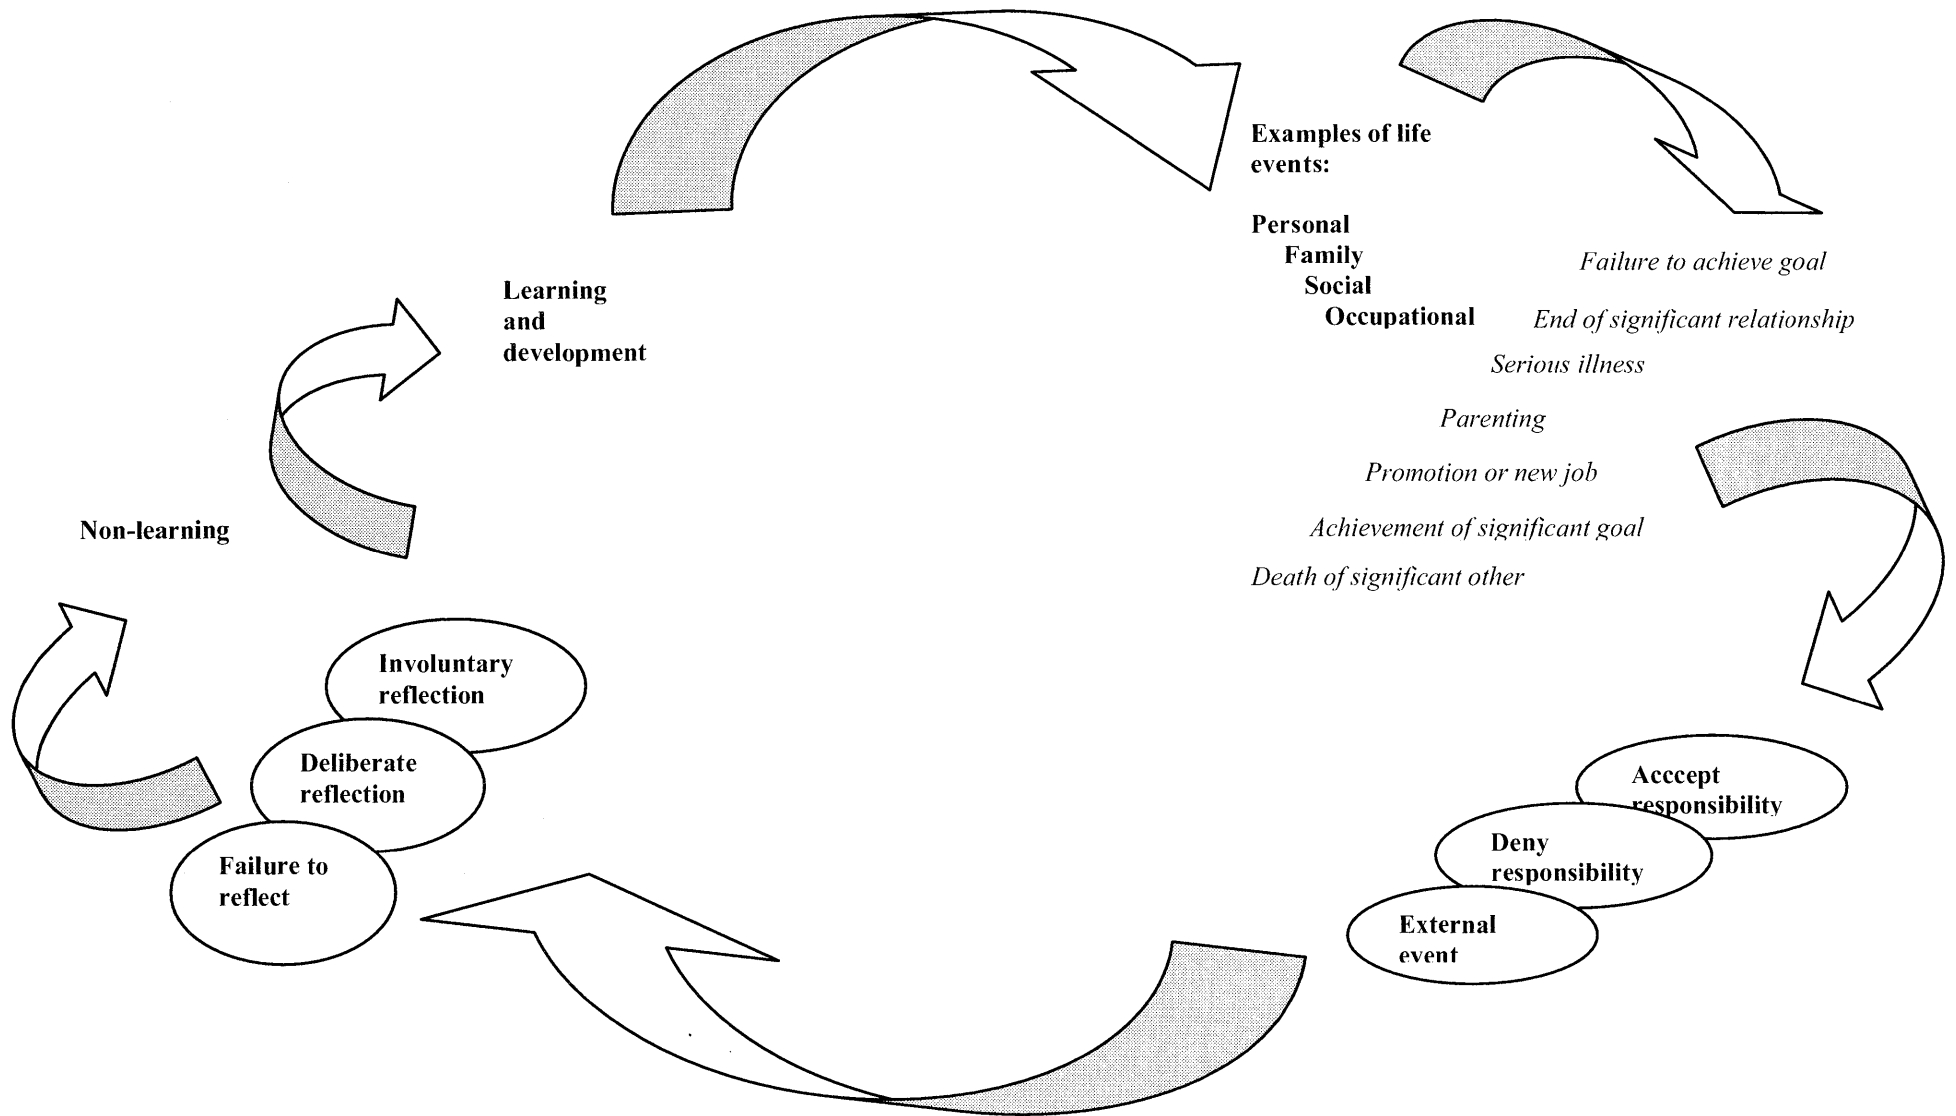 Examples of life
events:
Personal
Family
Social
Occupational
Failure to achieve goal
End of significant relationship
Serious illness
Parenting
Promotion or new job
Achievement of significant goal
Death of significant other
Acccept
responsibility
Deny
responsibility
External
event
Involuntary
reflection
Deliberate
reflection
Failure to
reflect
Non-learning
Learning
and
development